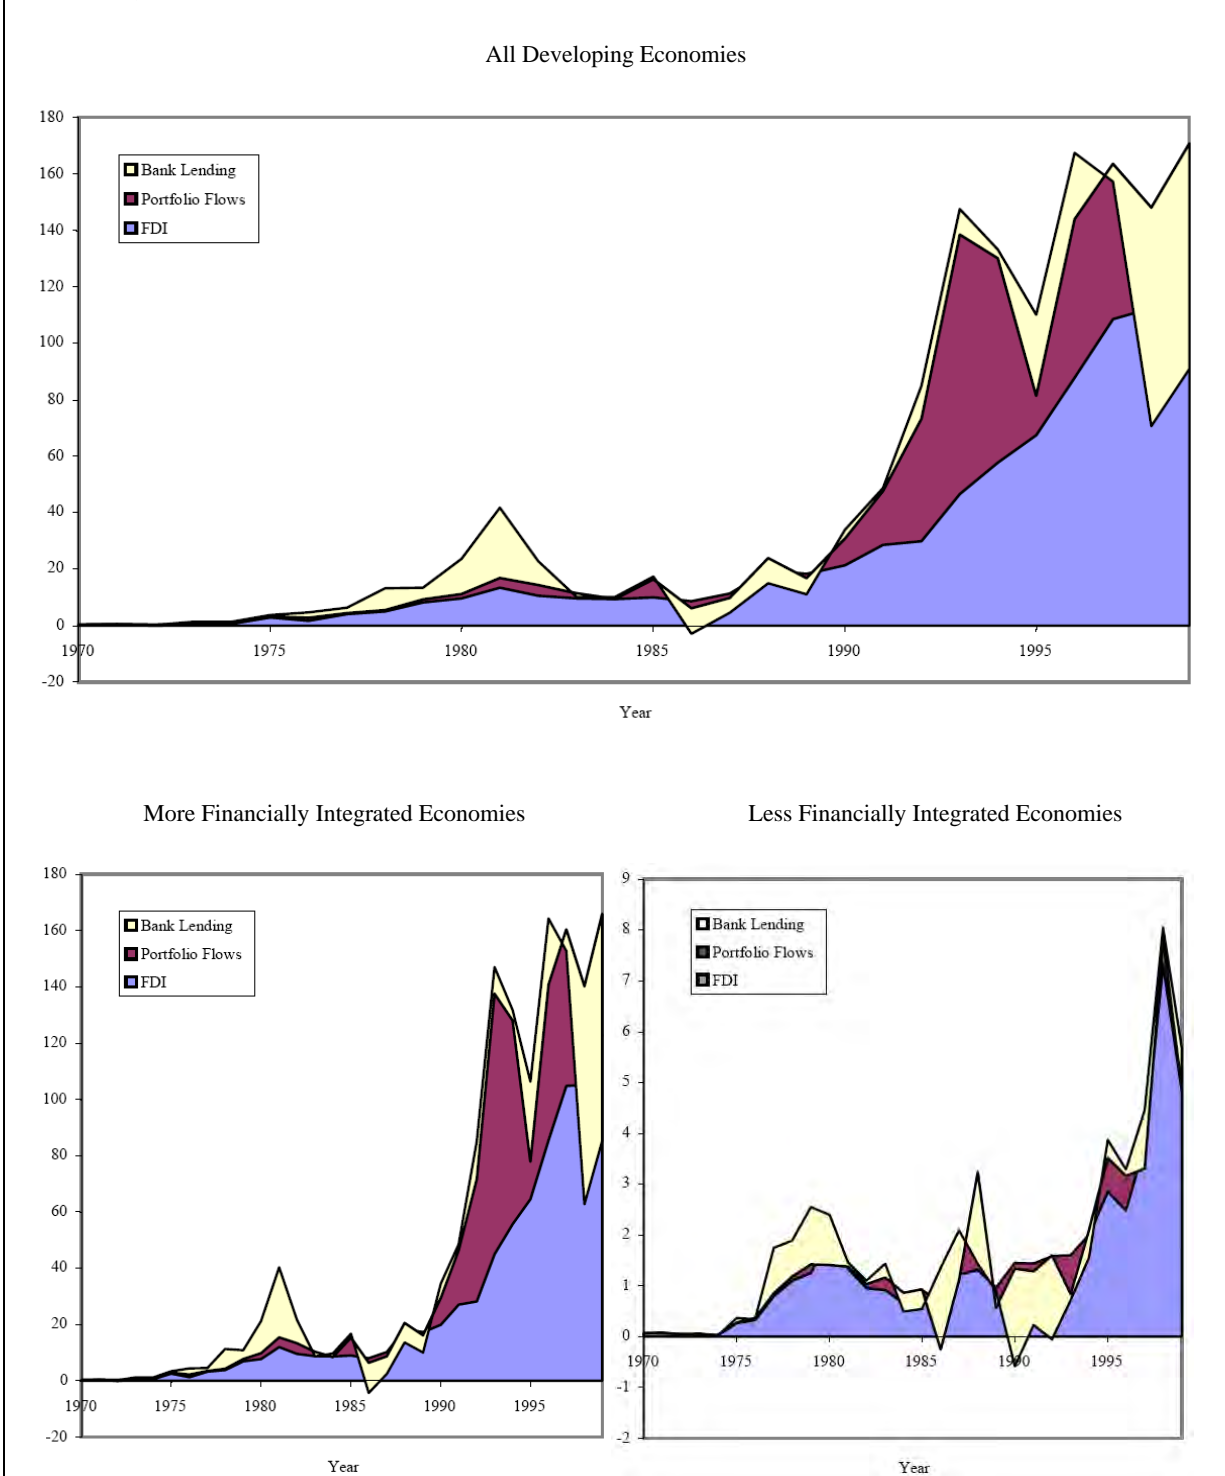 All Developing Economies
180
160
140
120
100
80
60
40
20
0
-20
Bank Lending
Portfolio Flows
FDI
1970 1975 1980 1985 1990 1995
Year
More Financially Integrated Economies
180
160
140
120
100
80
60
40
20
0
-20
Bank Lending
Portfolio Flows
FDI
1970 1975 1980 1985 1990 1995
Year
Less Financially Integrated Economies
9
8
7
6
5
4
3
2
1
0
-1
-2
Bank Lending
Portfolio Flows
FDI
1970 1975 1980 1985 1990 1995
Year